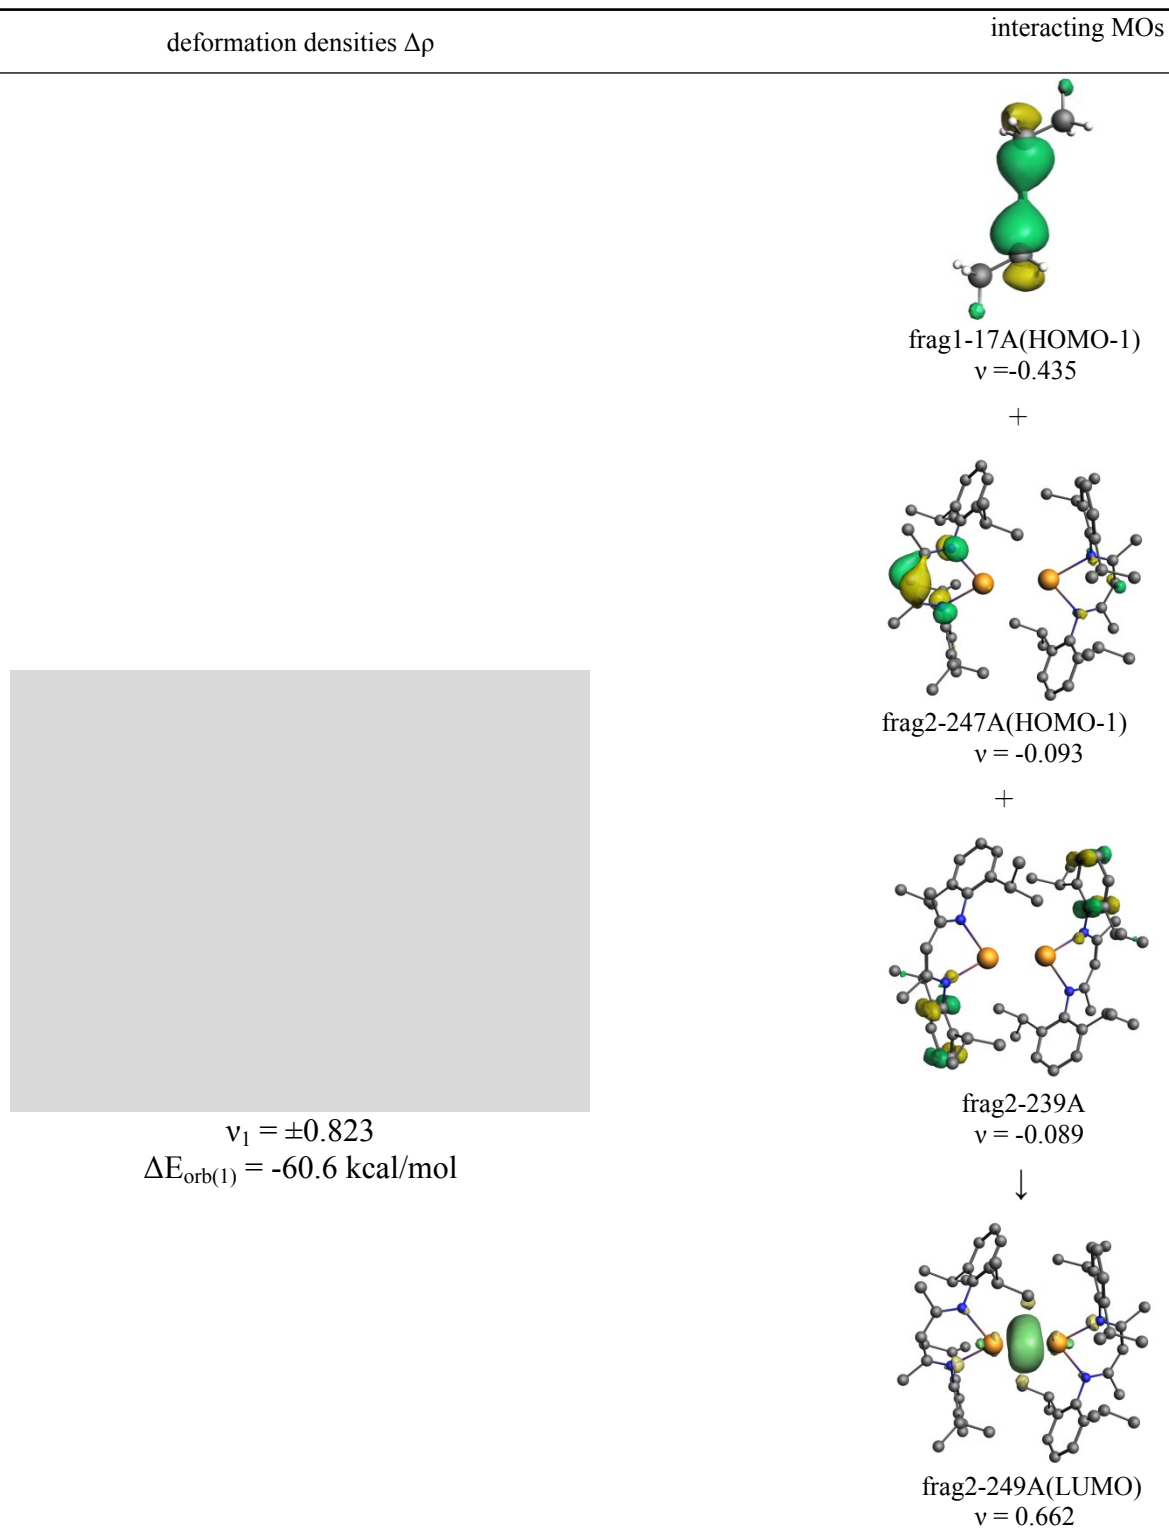 deformation densities Δρ
interacting MOs
frag1-17A(HOMO-1)
ν =-0.435
+
frag2-247A(HOMO-1)
ν = -0.093
+
frag2-239A
ν = -0.089
↓
frag2-249A(LUMO)
ν = 0.662
ν₁ = ±0.823
ΔEorb(1) = -60.6 kcal/mol